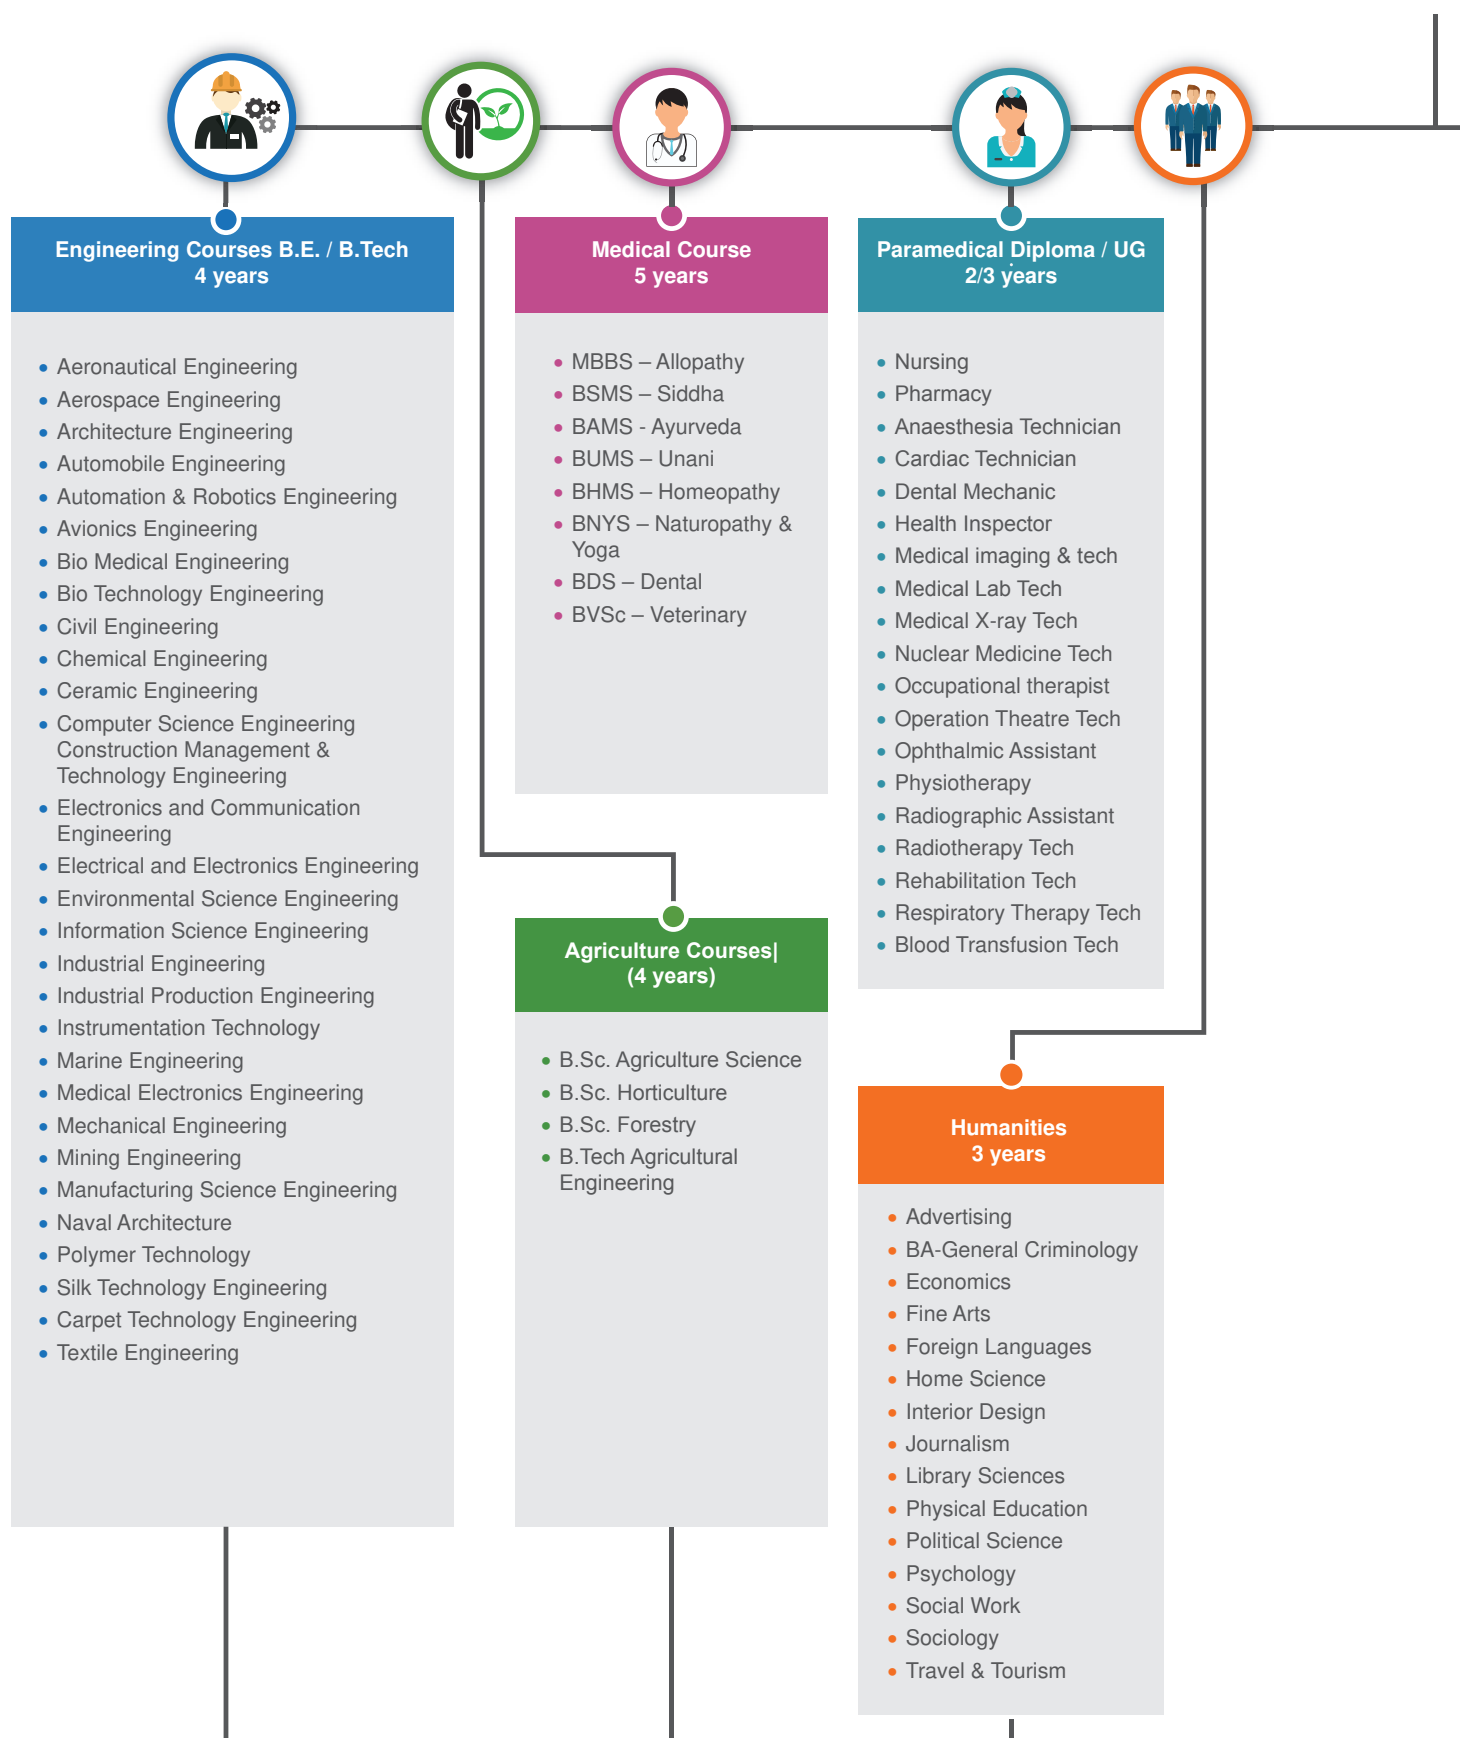 Engineering Courses B.E. / B.Tech
4 years
• Aeronautical Engineering
• Aerospace Engineering
• Architecture Engineering
• Automobile Engineering
• Automation & Robotics Engineering
• Avionics Engineering
• Bio Medical Engineering
• Bio Technology Engineering
• Civil Engineering
• Chemical Engineering
• Ceramic Engineering
• Computer Science Engineering
Construction Management &
Technology Engineering
• Electronics and Communication
Engineering
• Electrical and Electronics Engineering
• Environmental Science Engineering
• Information Science Engineering
• Industrial Engineering
• Industrial Production Engineering
• Instrumentation Technology
• Marine Engineering
• Medical Electronics Engineering
• Mechanical Engineering
• Mining Engineering
• Manufacturing Science Engineering
• Naval Architecture
• Polymer Technology
• Silk Technology Engineering
• Carpet Technology Engineering
• Textile Engineering
Medical Course
5 years
• MBBS – Allopathy
• BSMS – Siddha
• BAMS - Ayurveda
• BUMS – Unani
• BHMS – Homeopathy
• BNYS – Naturopathy &
Yoga
• BDS – Dental
• BVSc – Veterinary
Agriculture Courses|
(4 years)
• B.Sc. Agriculture Science
• B.Sc. Horticulture
• B.Sc. Forestry
• B.Tech Agricultural
Engineering
Paramedical Diploma / UG
2/3 years
• Nursing
• Pharmacy
• Anaesthesia Technician
• Cardiac Technician
• Dental Mechanic
• Health Inspector
• Medical imaging & tech
• Medical Lab Tech
• Medical X-ray Tech
• Nuclear Medicine Tech
• Occupational therapist
• Operation Theatre Tech
• Ophthalmic Assistant
• Physiotherapy
• Radiographic Assistant
• Radiotherapy Tech
• Rehabilitation Tech
• Respiratory Therapy Tech
• Blood Transfusion Tech
Humanities
3 years
• Advertising
• BA-General Criminology
• Economics
• Fine Arts
• Foreign Languages
• Home Science
• Interior Design
• Journalism
• Library Sciences
• Physical Education
• Political Science
• Psychology
• Social Work
• Sociology
• Travel & Tourism